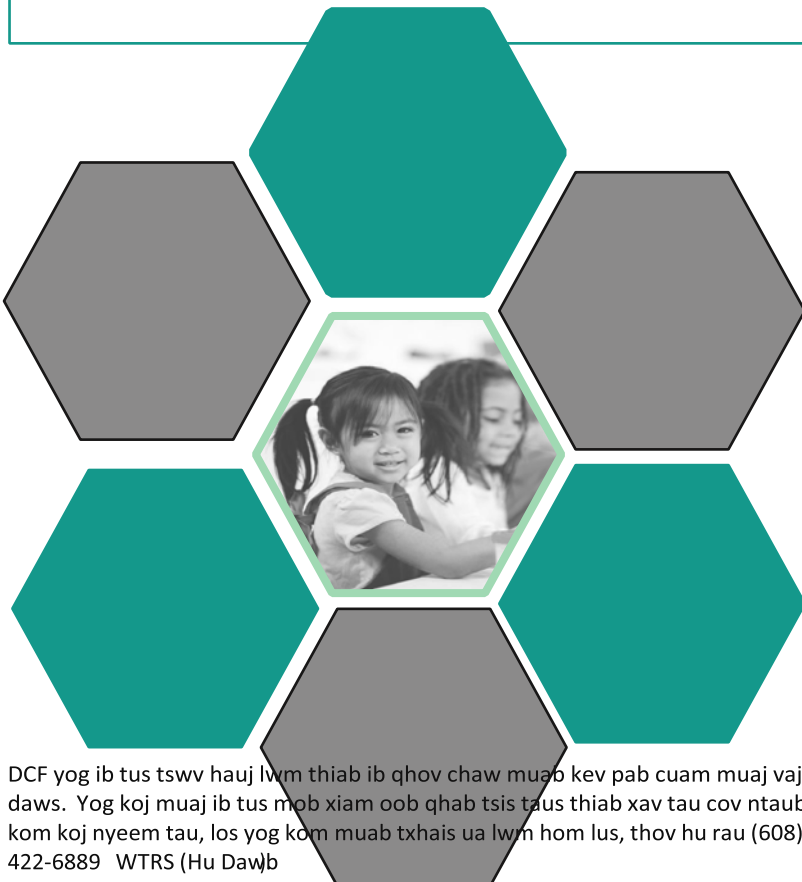 DCF yog ib tus tswv hauj lwm thiab ib qhov chaw muab kev pab cuam muaj vaj
daws. Yog koj muaj ib tus mob xiam oob qhab tsis taus thiab xav tau cov ntaub
kom koj nyeem tau, los yog kom muab txhais ua lwm hom lus, thov hu rau (608)
422-6889 WTRS (Hu Dawb)